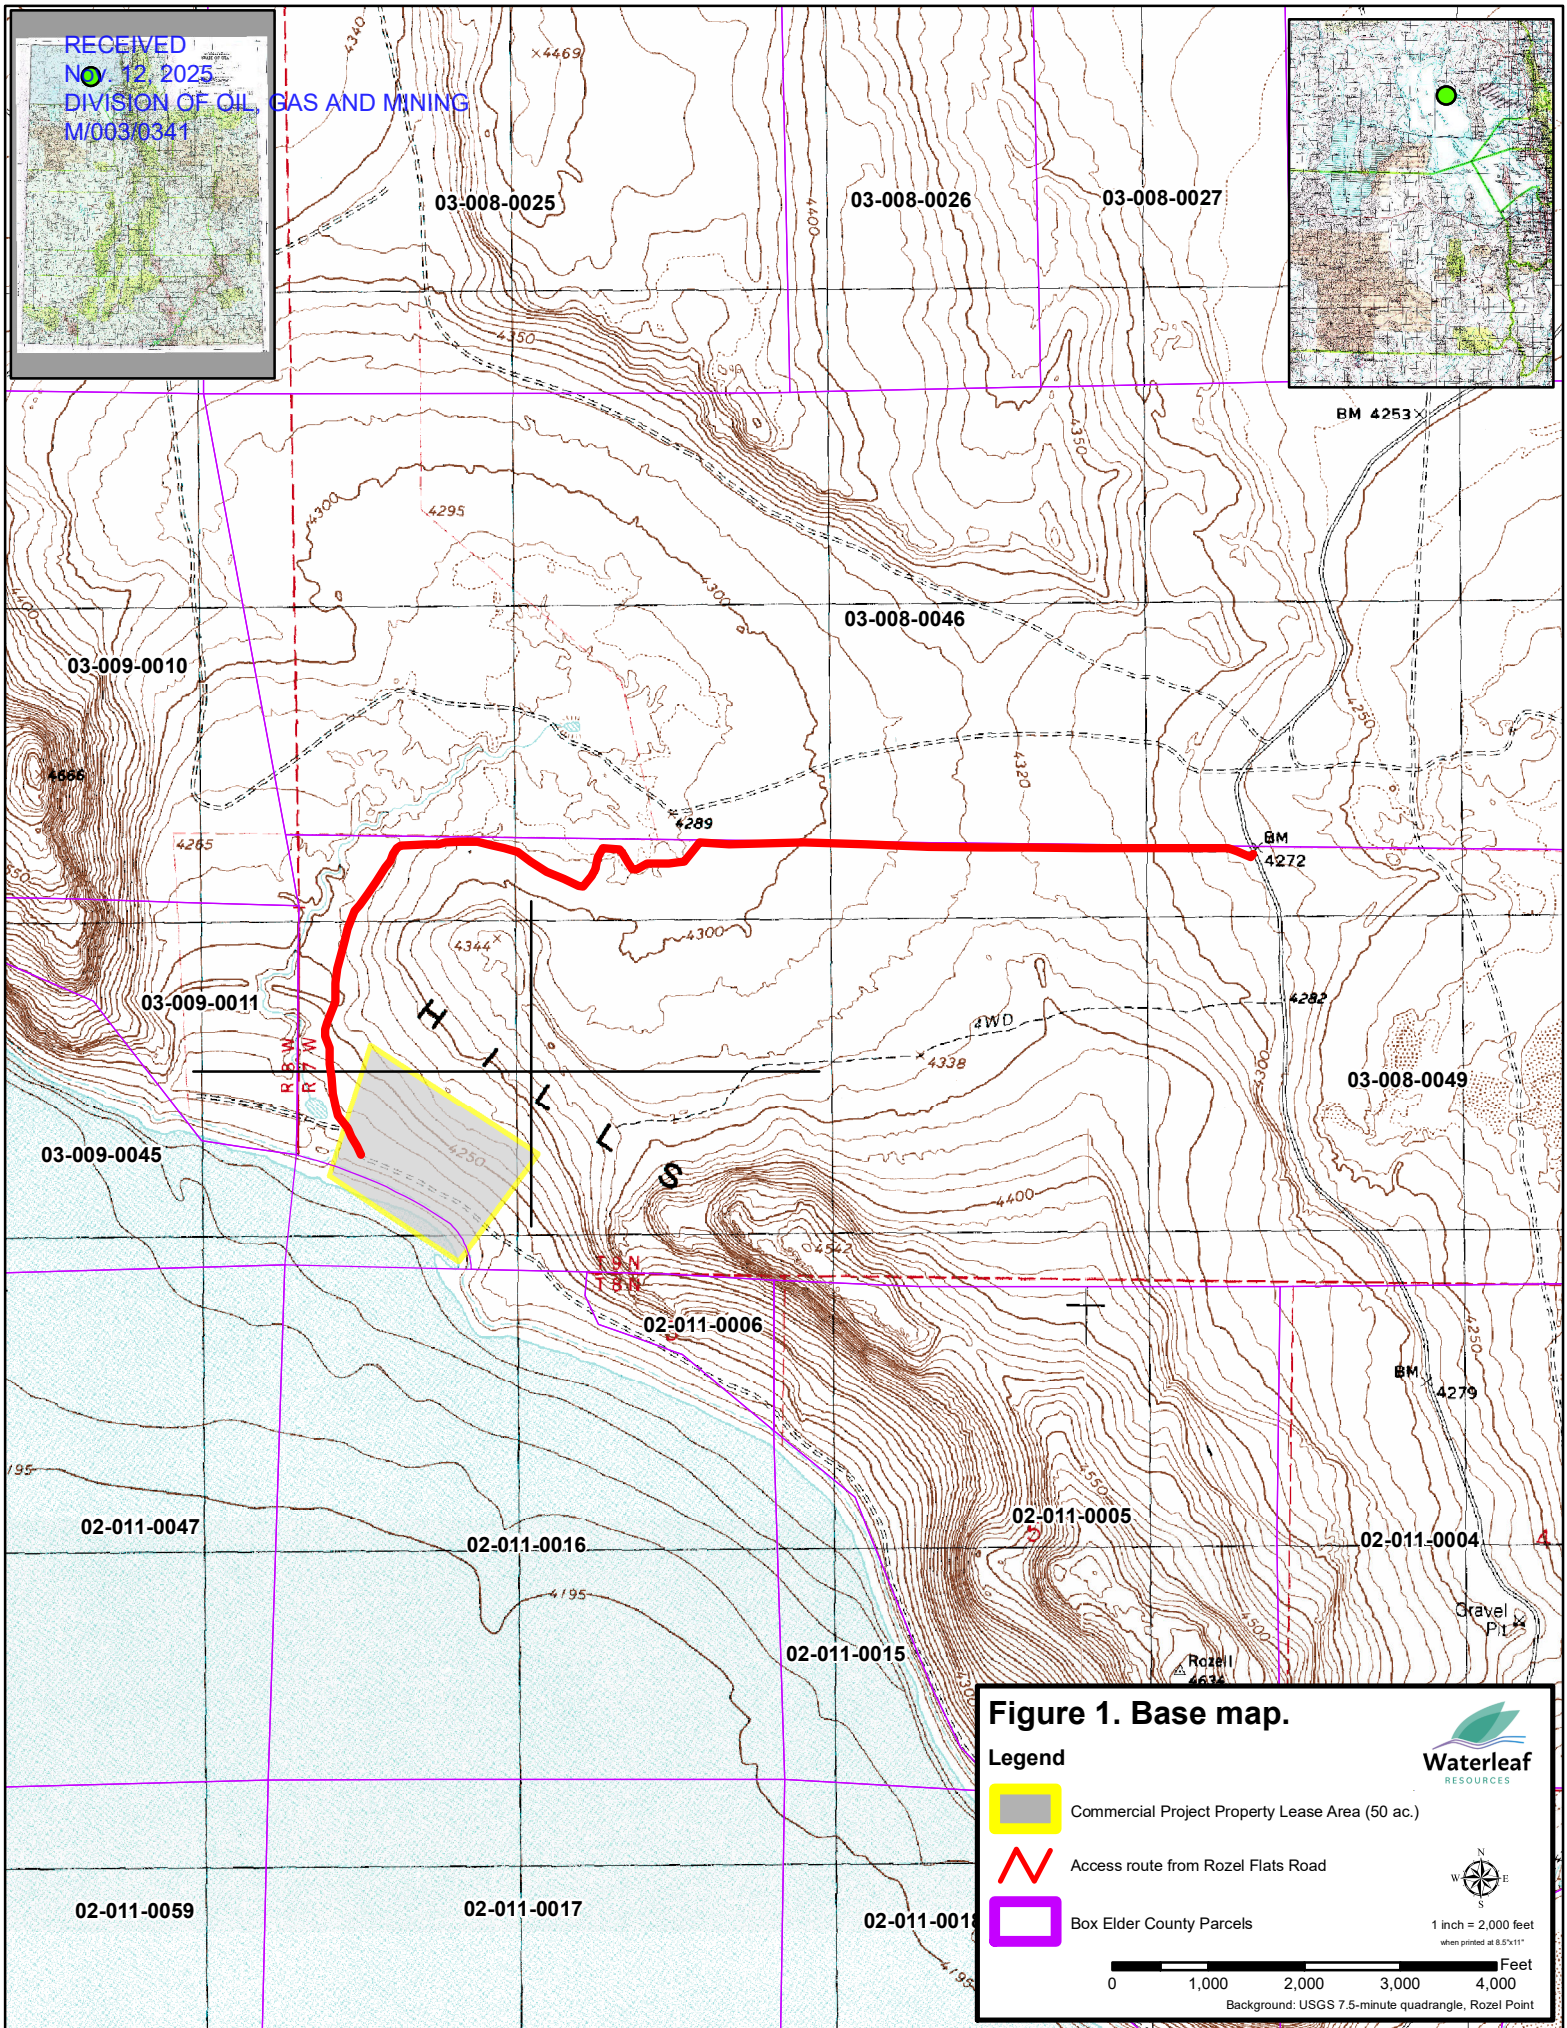 RECEIVED
Nov. 12, 2025
DIVISION OF OIL, GAS AND MINING
M/003/0341
4340
×4469
03-008-0025
4400
03-008-0026
03-008-0027
4350
BM 4253×
4350
4300
4295
4400
4300
03-008-0046
03-009-0010
4250
4666
4320
4289
4265
BM
4272
4344×
4300
03-009-0011
H
I
L
L
S
4282
4WD
4338
4300
03-008-0049
R 8 W
R 7 W
03-009-0045
4250
4400
4542
T 9 N
T 8 N
02-011-0006
4250
BM
4279
4550
02-011-0047
02-011-0016
02-011-0005
5
02-011-0004
4
4195
4500
Gravel
Pit
02-011-0015
Rozell
4634
4300
02-011-0059
02-011-0017
02-011-0018
4195
Figure 1. Base map.
Waterleaf
RESOURCES
Legend
Commercial Project Property Lease Area (50 ac.)
Access route from Rozel Flats Road
N
W E
S
Box Elder County Parcels
1 inch = 2,000 feet
when printed at 8.5"x11"
Feet
0 1,000 2,000 3,000 4,000
Background: USGS 7.5-minute quadrangle, Rozel Point